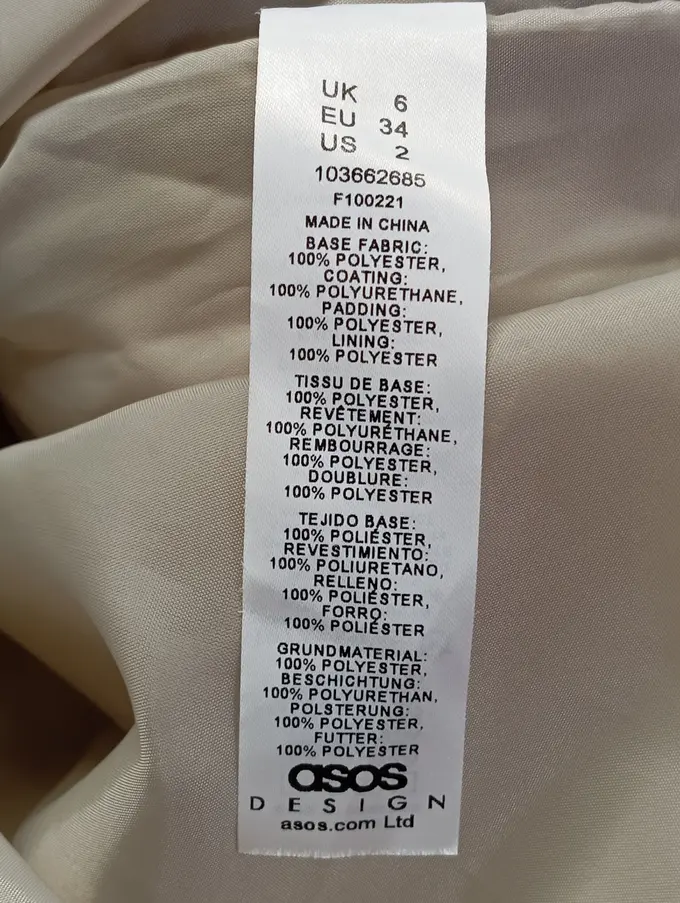 UK 6
EU 34
US 2
103662685
F100221
MADE IN CHINA
BASE FABRIC:
100% POLYESTER,
COATING:
100% POLYURETHANE,
PADDING:
100% POLYESTER,
LINING:
100% POLYESTER
TISSU DE BASE:
100% POLYESTER,
REVÊTEMENT:
100% POLYURÉTHANE,
REMBOURRAGE:
100% POLYESTER,
DOUBLURE:
100% POLYESTER
TEJIDO BASE:
100% POLIÉSTER,
REVESTIMIENTO:
100% POLIURETANO,
RELLENO:
100% POLIÉSTER,
FORRO:
100% POLIÉSTER
GRUNDMATERIAL:
100% POLYESTER,
BESCHICHTUNG:
100% POLYURETHAN,
POLSTERUNG:
100% POLYESTER,
FUTTER:
100% POLYESTER
asos
DESIGN
asos.com Ltd